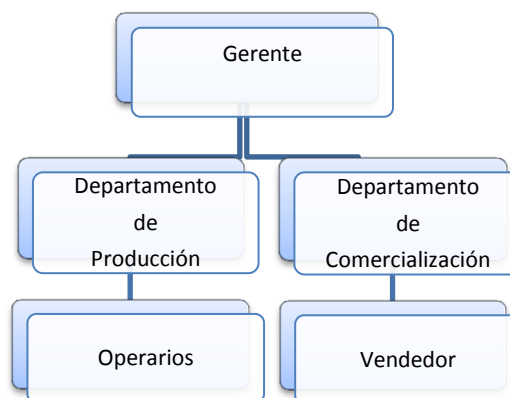 Gerente
Departamento
de
Producción
Departamento
de
Comercialización
Operarios
Vendedor